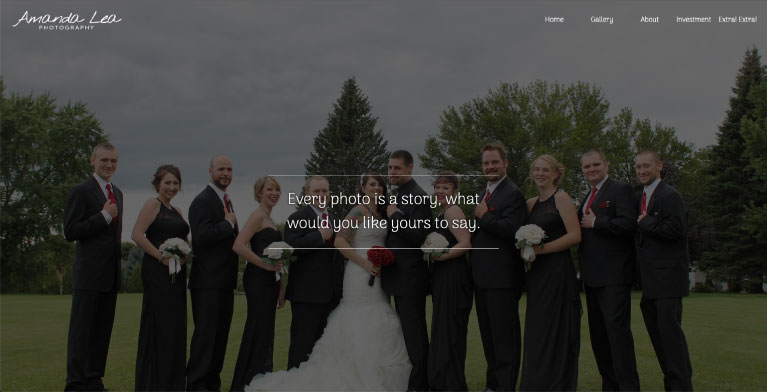 Amanda Lea
PHOTOGRAPHY
Home Gallery About Investment Extra! Extra!
Every photo is a story, what
would you like yours to say.